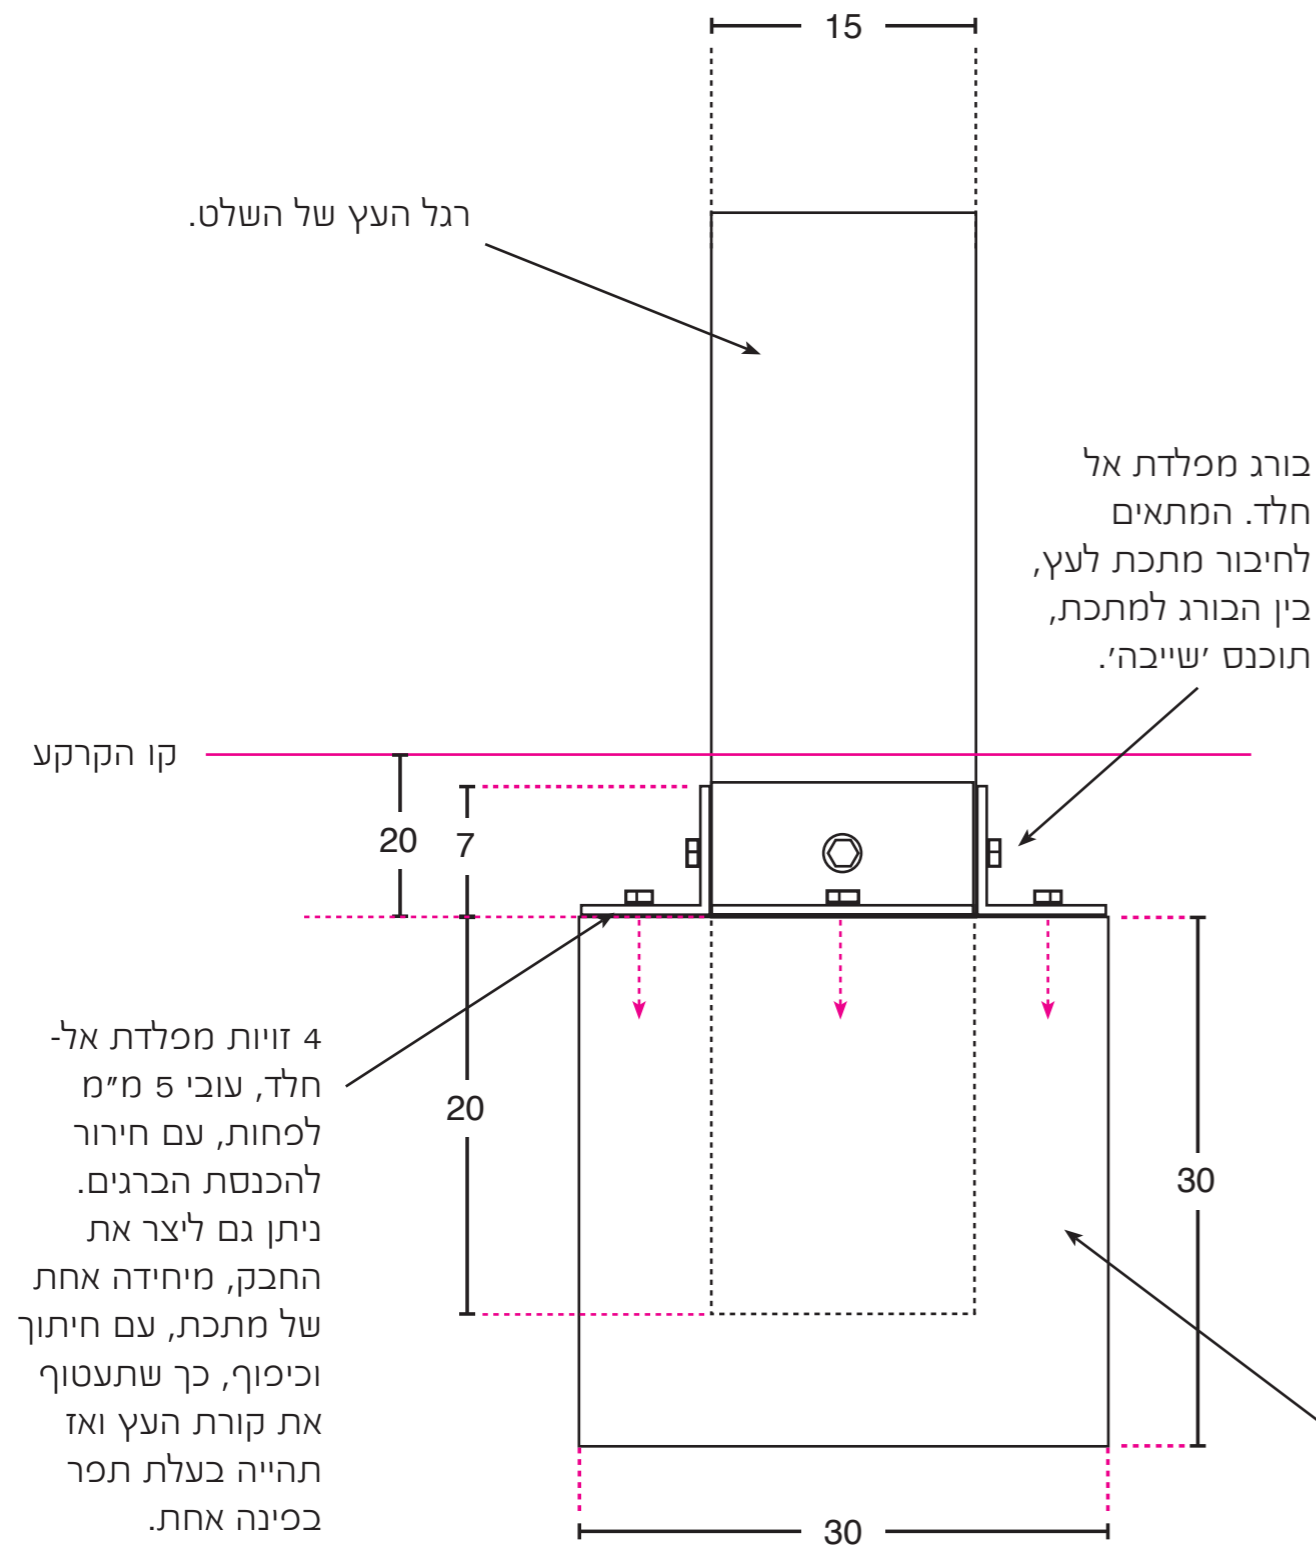 15
רגל העץ של השלט.
בורג מפלדת אל
חלד. המתאים
לחיבור מתכת לעץ,
בין הבורג למתכת,
תוכנס ׳שייבה׳.
קו הקרקע
20
7
4 זויות מפלדת אל-
חלד, עובי 5 מ״מ
לפחות, עם חירור
להכנסת הברגים.
ניתן גם ליצר את
החבק, מיחידה אחת
של מתכת, עם חיתוך
וכיפוף, כך שתעטוף
את קורת העץ ואז
תהייה בעלת תפר
בפינה אחת.
20
30
30